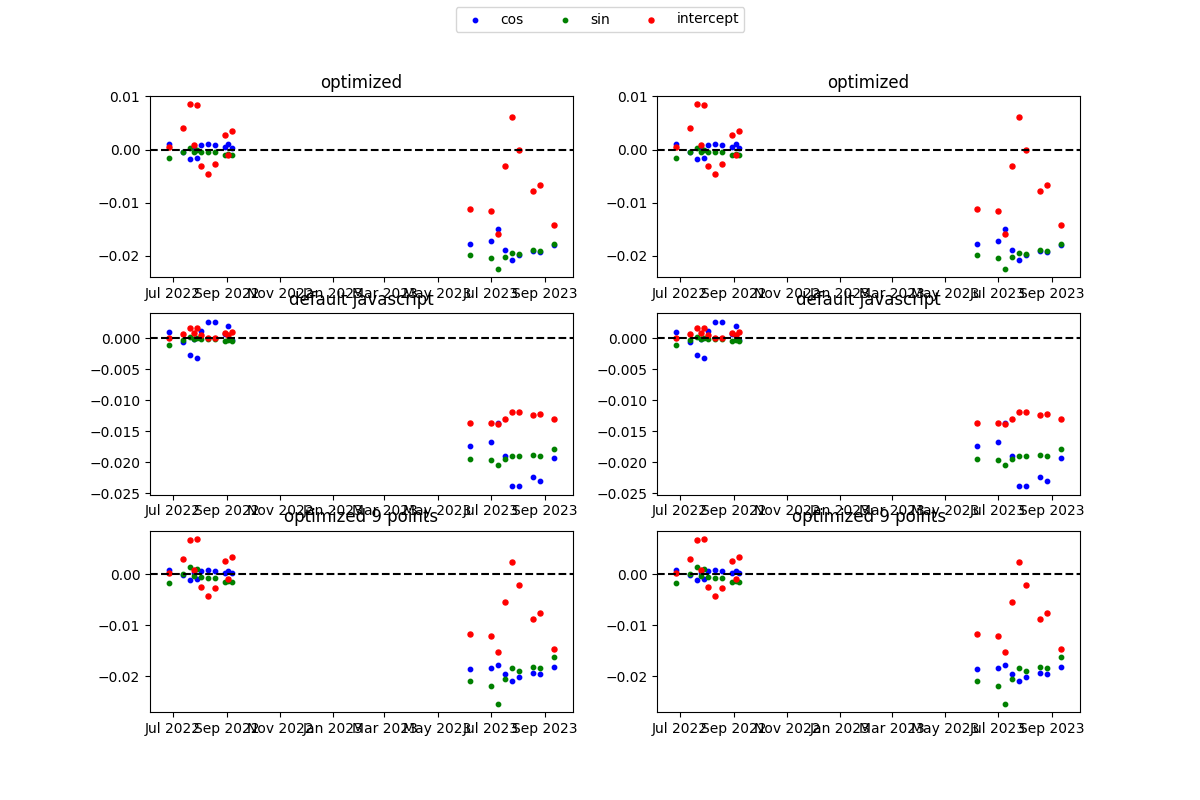 cos sin intercept
optimized optimized
0.01 0.01
0.00 0.00
−0.01 −0.01
−0.02 −0.02
Jul 2022 Sep 2022 Nov 2022 Jan 2023 Mar 2023 May 2023 Jul 2023 Sep 2023 Jul 2022 Sep 2022 Nov 2022 Jan 2023 Mar 2023 May 2023 Jul 2023 Sep 2023
default javascript default javascript
0.000 0.000
−0.005 −0.005
−0.010 −0.010
−0.015 −0.015
−0.020 −0.020
−0.025 −0.025
Jul 2022 Sep 2022 Nov 2022 Jan 2023 Mar 2023 May 2023 Jul 2023 Sep 2023 Jul 2022 Sep 2022 Nov 2022 Jan 2023 Mar 2023 May 2023 Jul 2023 Sep 2023
optimized 9 points optimized 9 points
0.00 0.00
−0.01 −0.01
−0.02 −0.02
Jul 2022 Sep 2022 Nov 2022 Jan 2023 Mar 2023 May 2023 Jul 2023 Sep 2023 Jul 2022 Sep 2022 Nov 2022 Jan 2023 Mar 2023 May 2023 Jul 2023 Sep 2023